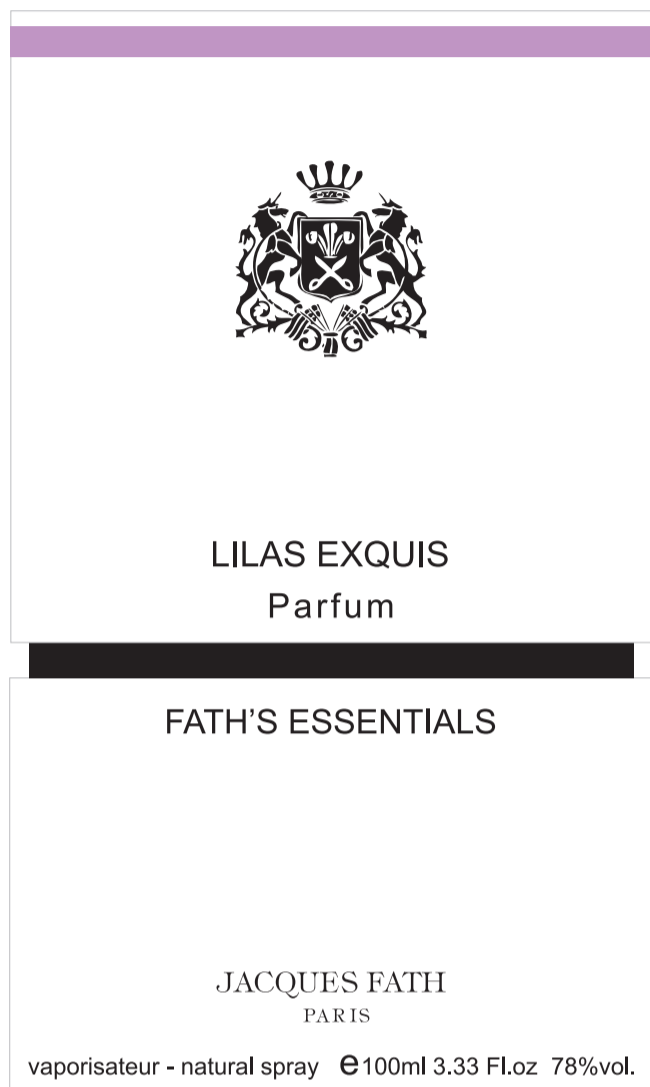 LILAS EXQUIS
Parfum
FATH'S ESSENTIALS
JACQUES FATH
PARIS
vaporisateur - natural spray ℮100ml 3.33 Fl.oz 78%vol.